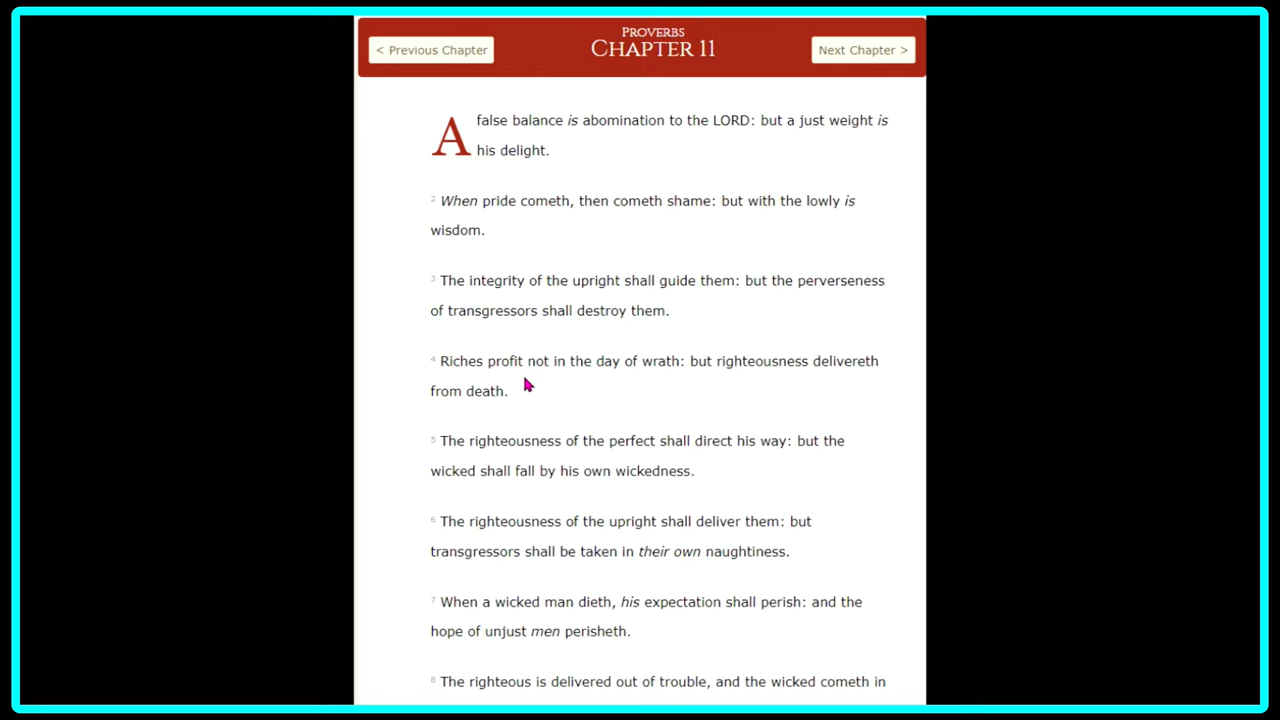 PROVERBS
< Previous Chapter
CHAPTER 11
Next Chapter >
A false balance is abomination to the LORD: but a just weight is
his delight.
2 When pride cometh, then cometh shame: but with the lowly is
wisdom.
3 The integrity of the upright shall guide them: but the perverseness
of transgressors shall destroy them.
4 Riches profit not in the day of wrath: but righteousness delivereth
from death.
5 The righteousness of the perfect shall direct his way: but the
wicked shall fall by his own wickedness.
6 The righteousness of the upright shall deliver them: but
transgressors shall be taken in their own naughtiness.
7 When a wicked man dieth, his expectation shall perish: and the
hope of unjust men perisheth.
8 The righteous is delivered out of trouble, and the wicked cometh in